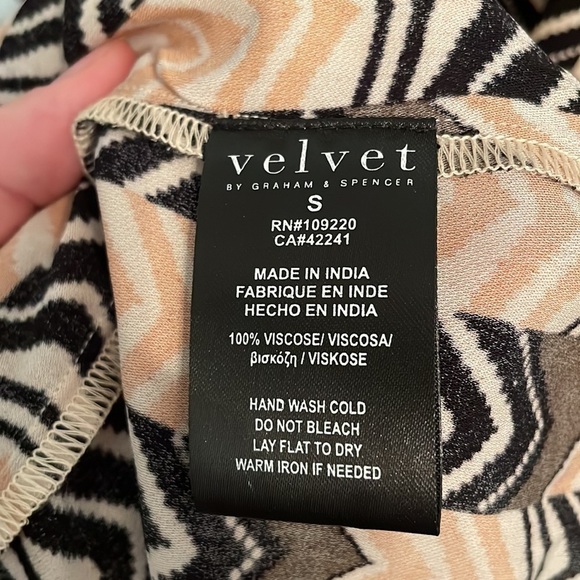 velvet
BY GRAHAM & SPENCER
S
RN#109220
CA#42241
MADE IN INDIA
FABRIQUE EN INDE
HECHO EN INDIA
100% VISCOSE/ VISCOSA/
βισκόζη / VISKOSE
HAND WASH COLD
DO NOT BLEACH
LAY FLAT TO DRY
WARM IRON IF NEEDED